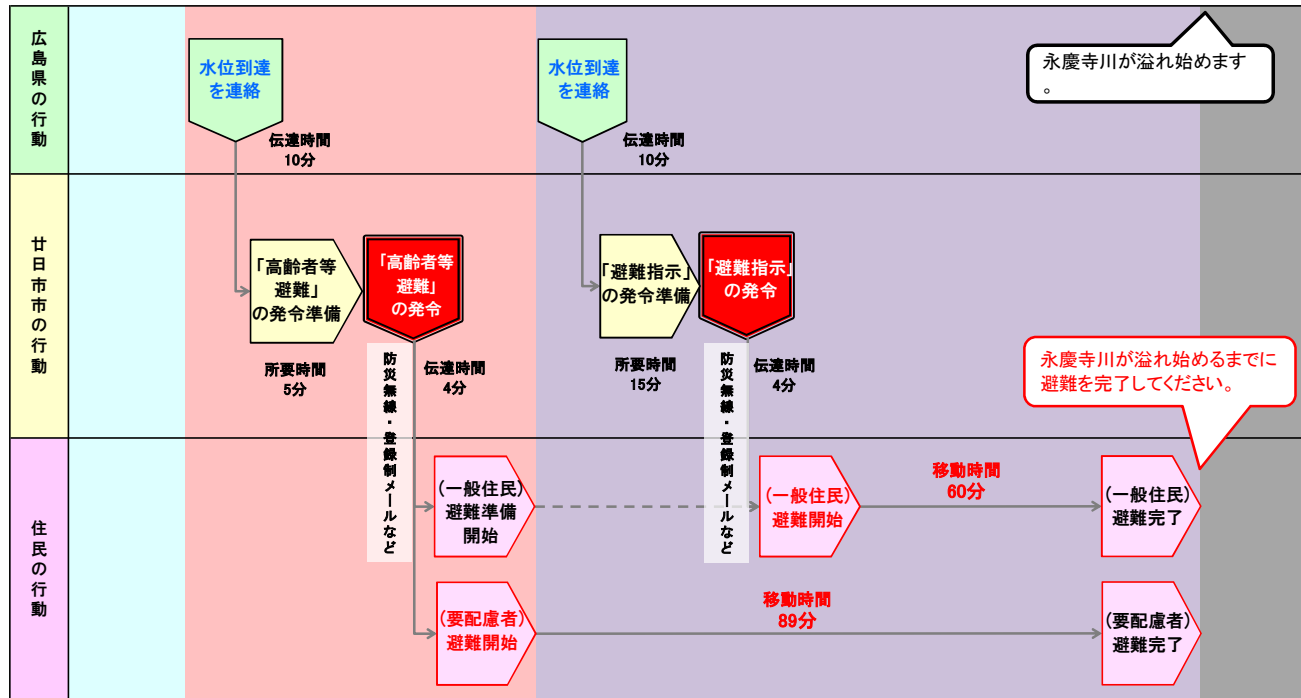 広島県の行動
水位到達
を連絡
伝達時間
10分
水位到達
を連絡
伝達時間
10分
永慶寺川が溢れ始めます
。
廿日市市の行動
「高齢者等
避難」
の発令準備
所要時間
5分
「高齢者等
避難」
の発令
防災無線・登録制メールなど
伝達時間
4分
「避難指示」
の発令準備
所要時間
15分
「避難指示」
の発令
防災無線・登録制メールなど
伝達時間
4分
永慶寺川が溢れ始めるまでに
避難を完了してください。
住民の行動
(一般住民)
避難準備
開始
(一般住民)
避難開始
移動時間
60分
(一般住民)
避難完了
(要配慮者)
避難開始
移動時間
89分
(要配慮者)
避難完了